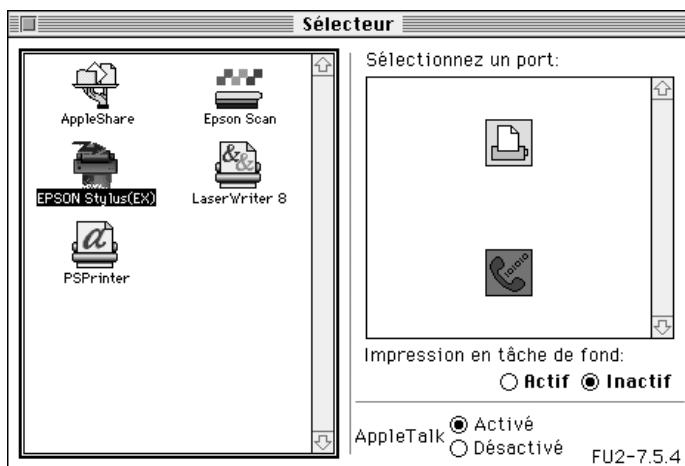 Sélecteur
AppleShare
Epson Scan
EPSON Stylus(EX)
LaserWriter 8
PSPrinter
Sélectionnez un port:
Impression en tâche de fond:
Actif
Inactif
AppleTalk
Activé
Désactivé
FU2-7.5.4